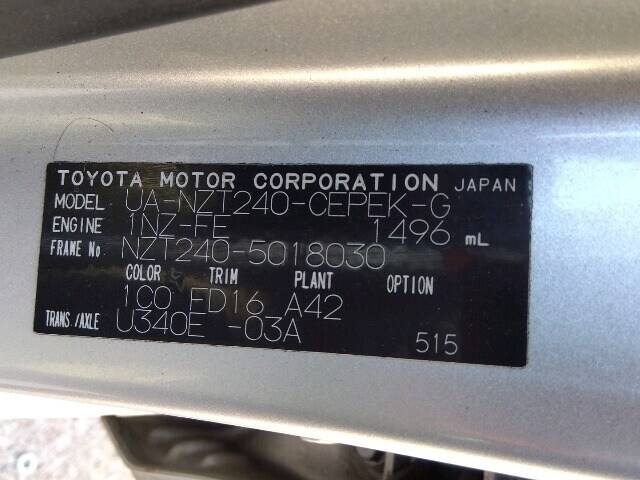 TOYOTA MOTOR CORPORATION JAPAN
MODEL UA-NZT240-CEPEK-G
ENGINE 1NZ-FE 1496 mL
FRAME No NZT240-5018030
COLOR TRIM PLANT OPTION
1C0 FD16 A42
TRANS./AXLE U340E -03A
515